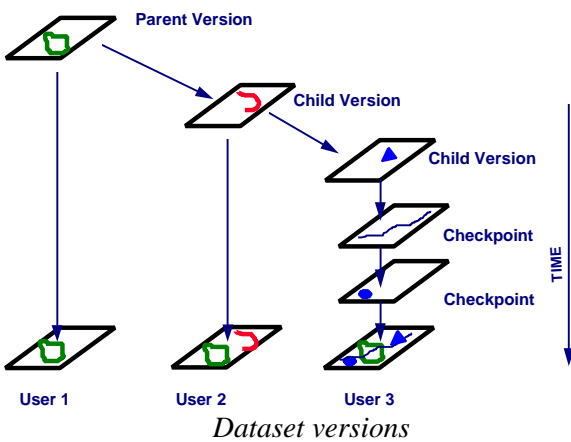 Parent Version
Child Version
Child Version
Checkpoint
Checkpoint
TIME
User 1
User 2
User 3
Dataset versions